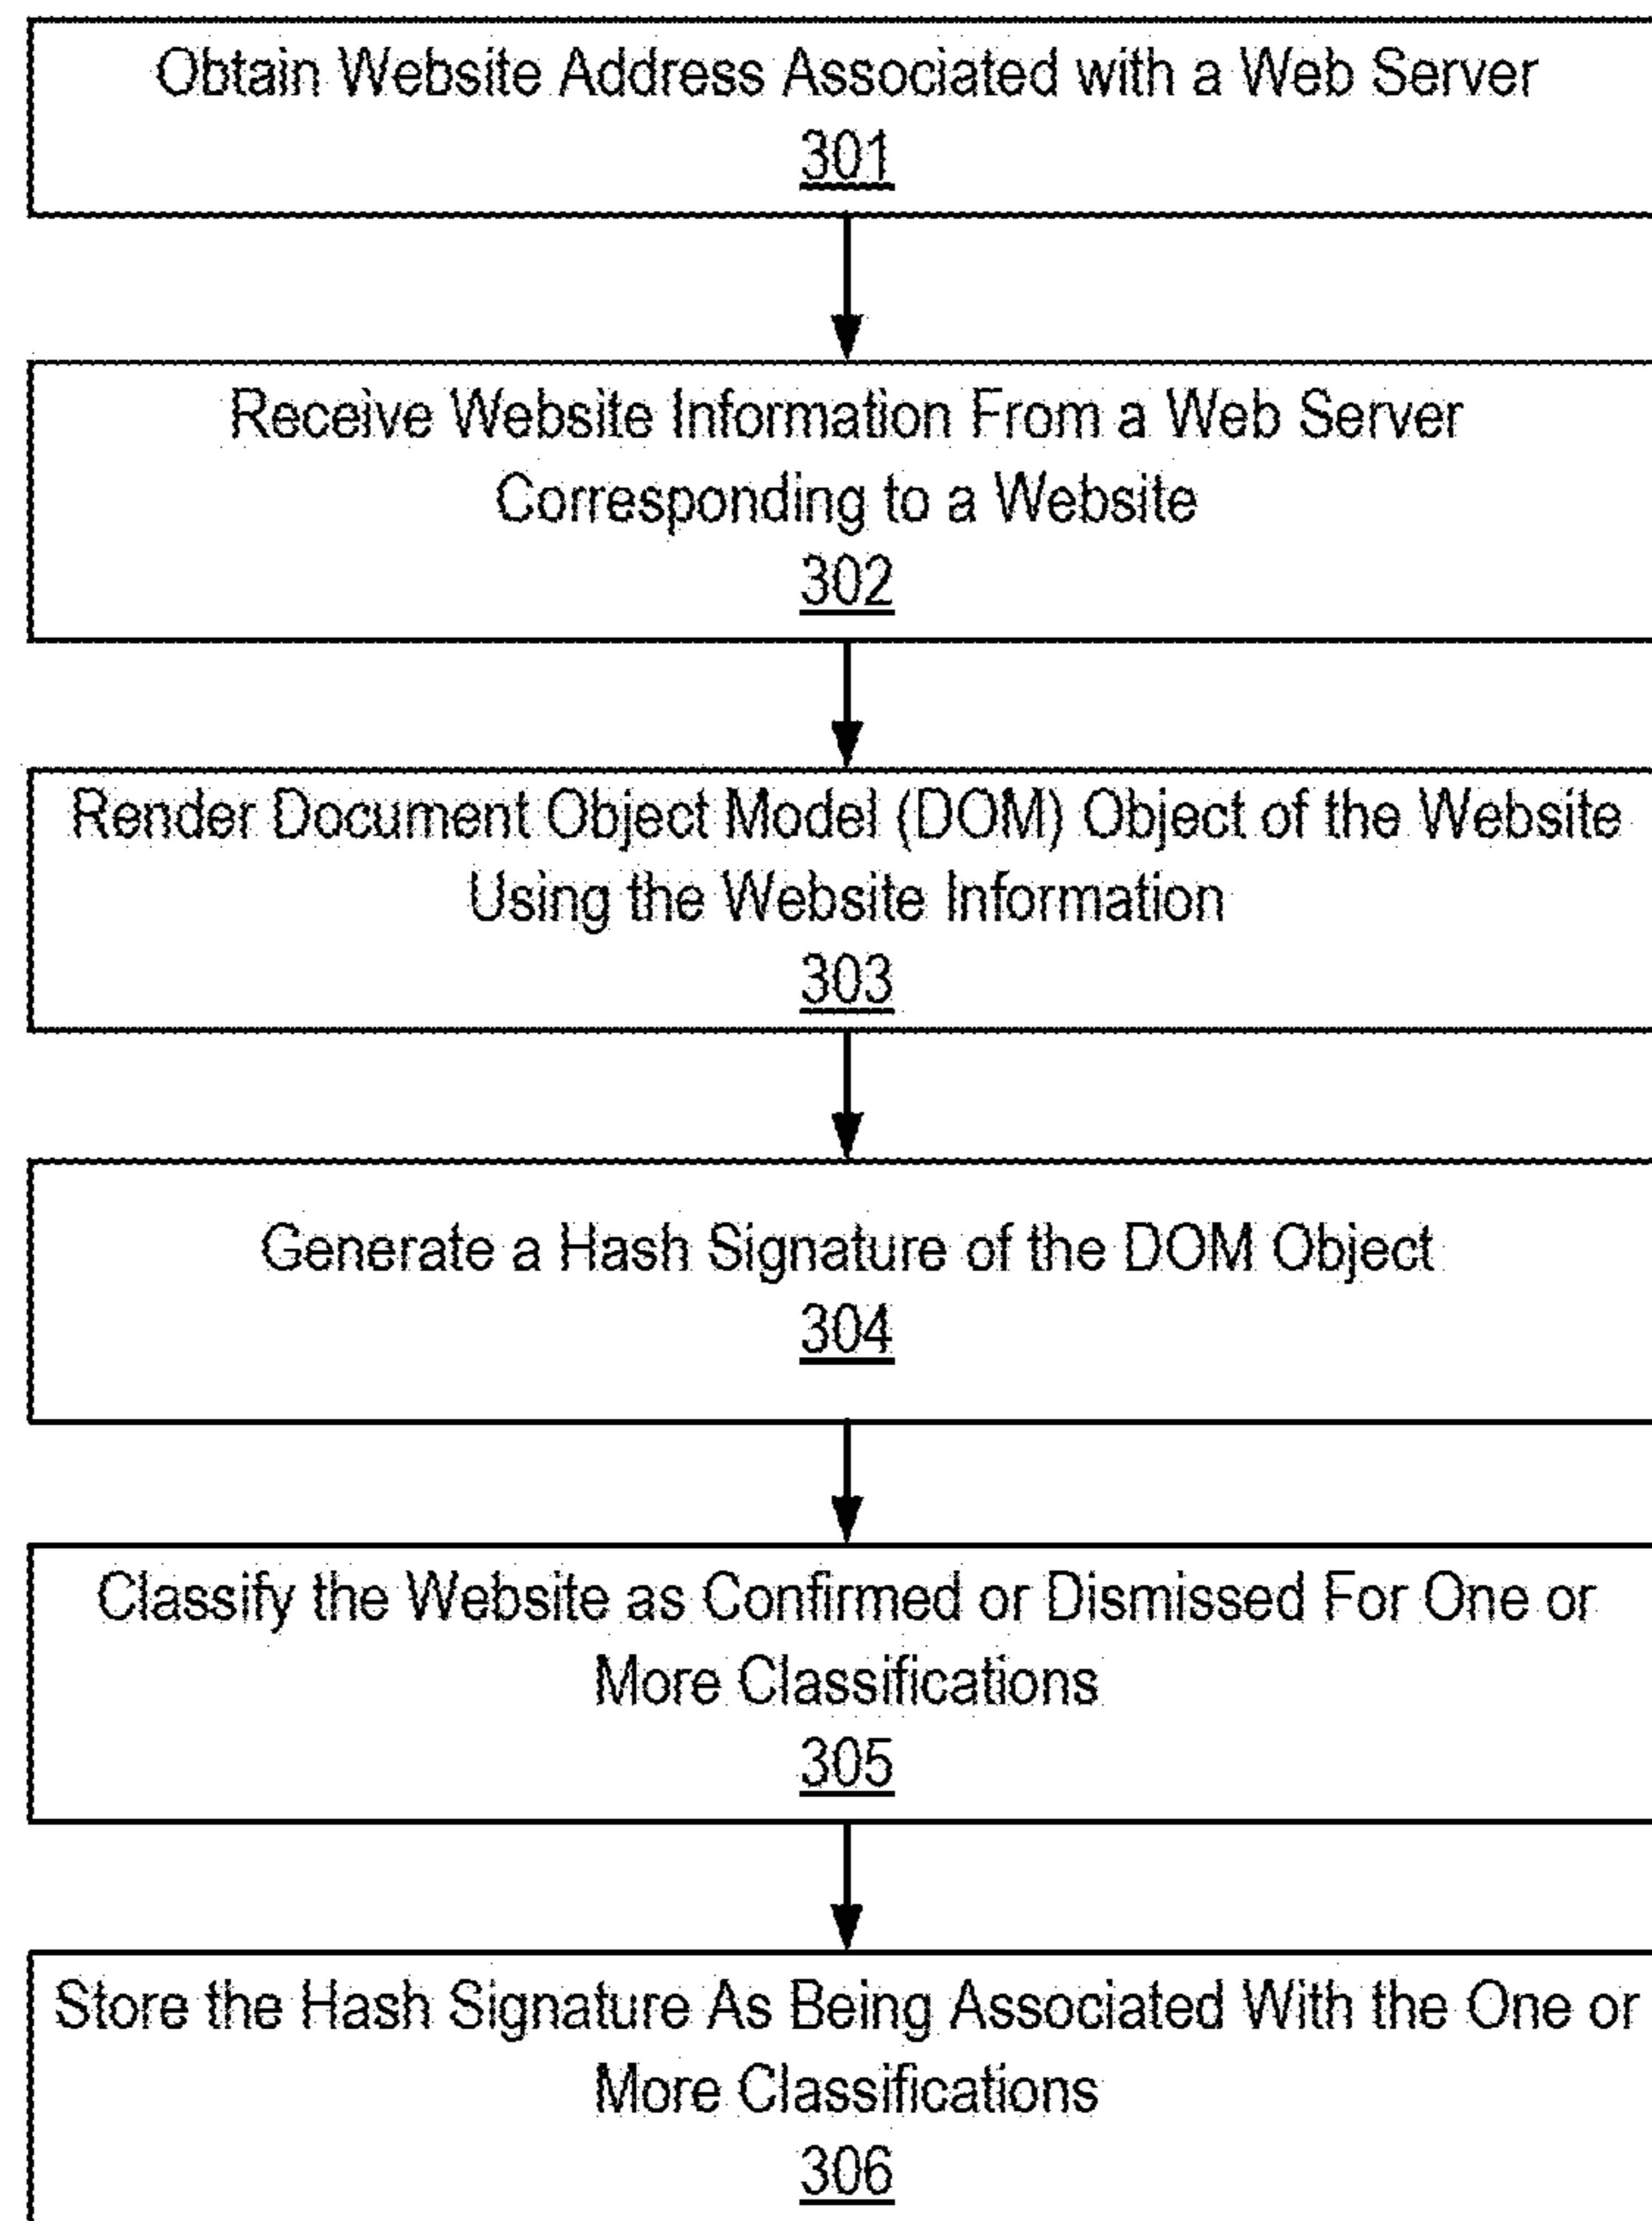 Obtain Website Address Associated with a Web Server
301
Receive Website Information From a Web Server
Corresponding to a Website
302
Render Document Object Model (DOM) Object of the Website
Using the Website Information
303
Generate a Hash Signature of the DOM Object
304
Classify the Website as Confirmed or Dismissed For One or
More Classifications
305
Store the Hash Signature As Being Associated With the One or
More Classifications
306